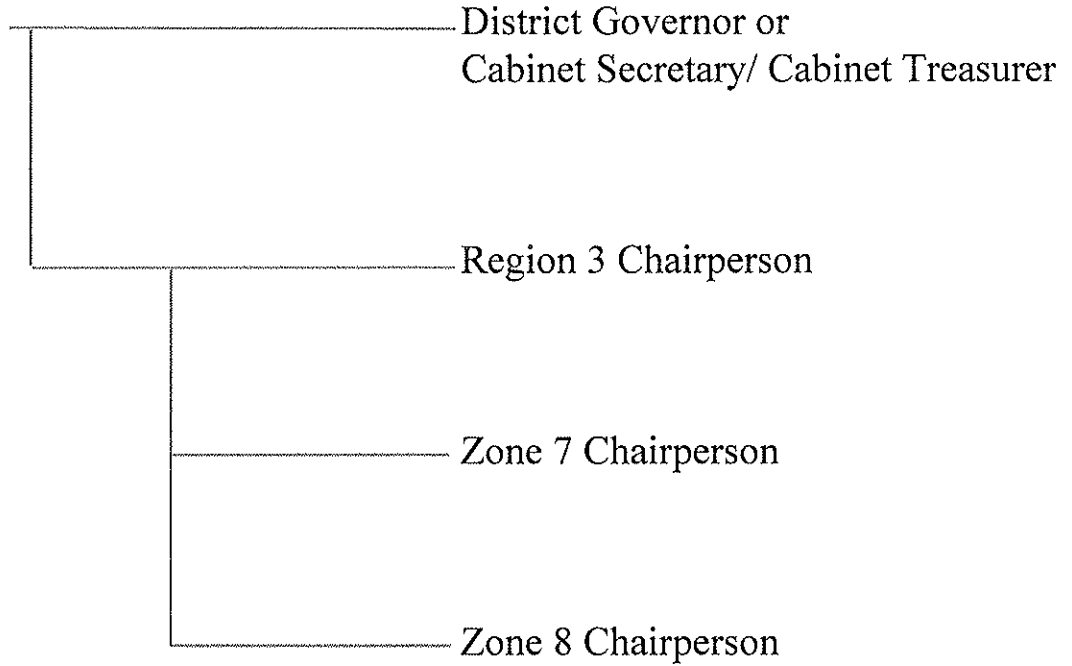 District Governor or
Cabinet Secretary/ Cabinet Treasurer
Region 3 Chairperson
Zone 7 Chairperson
Zone 8 Chairperson